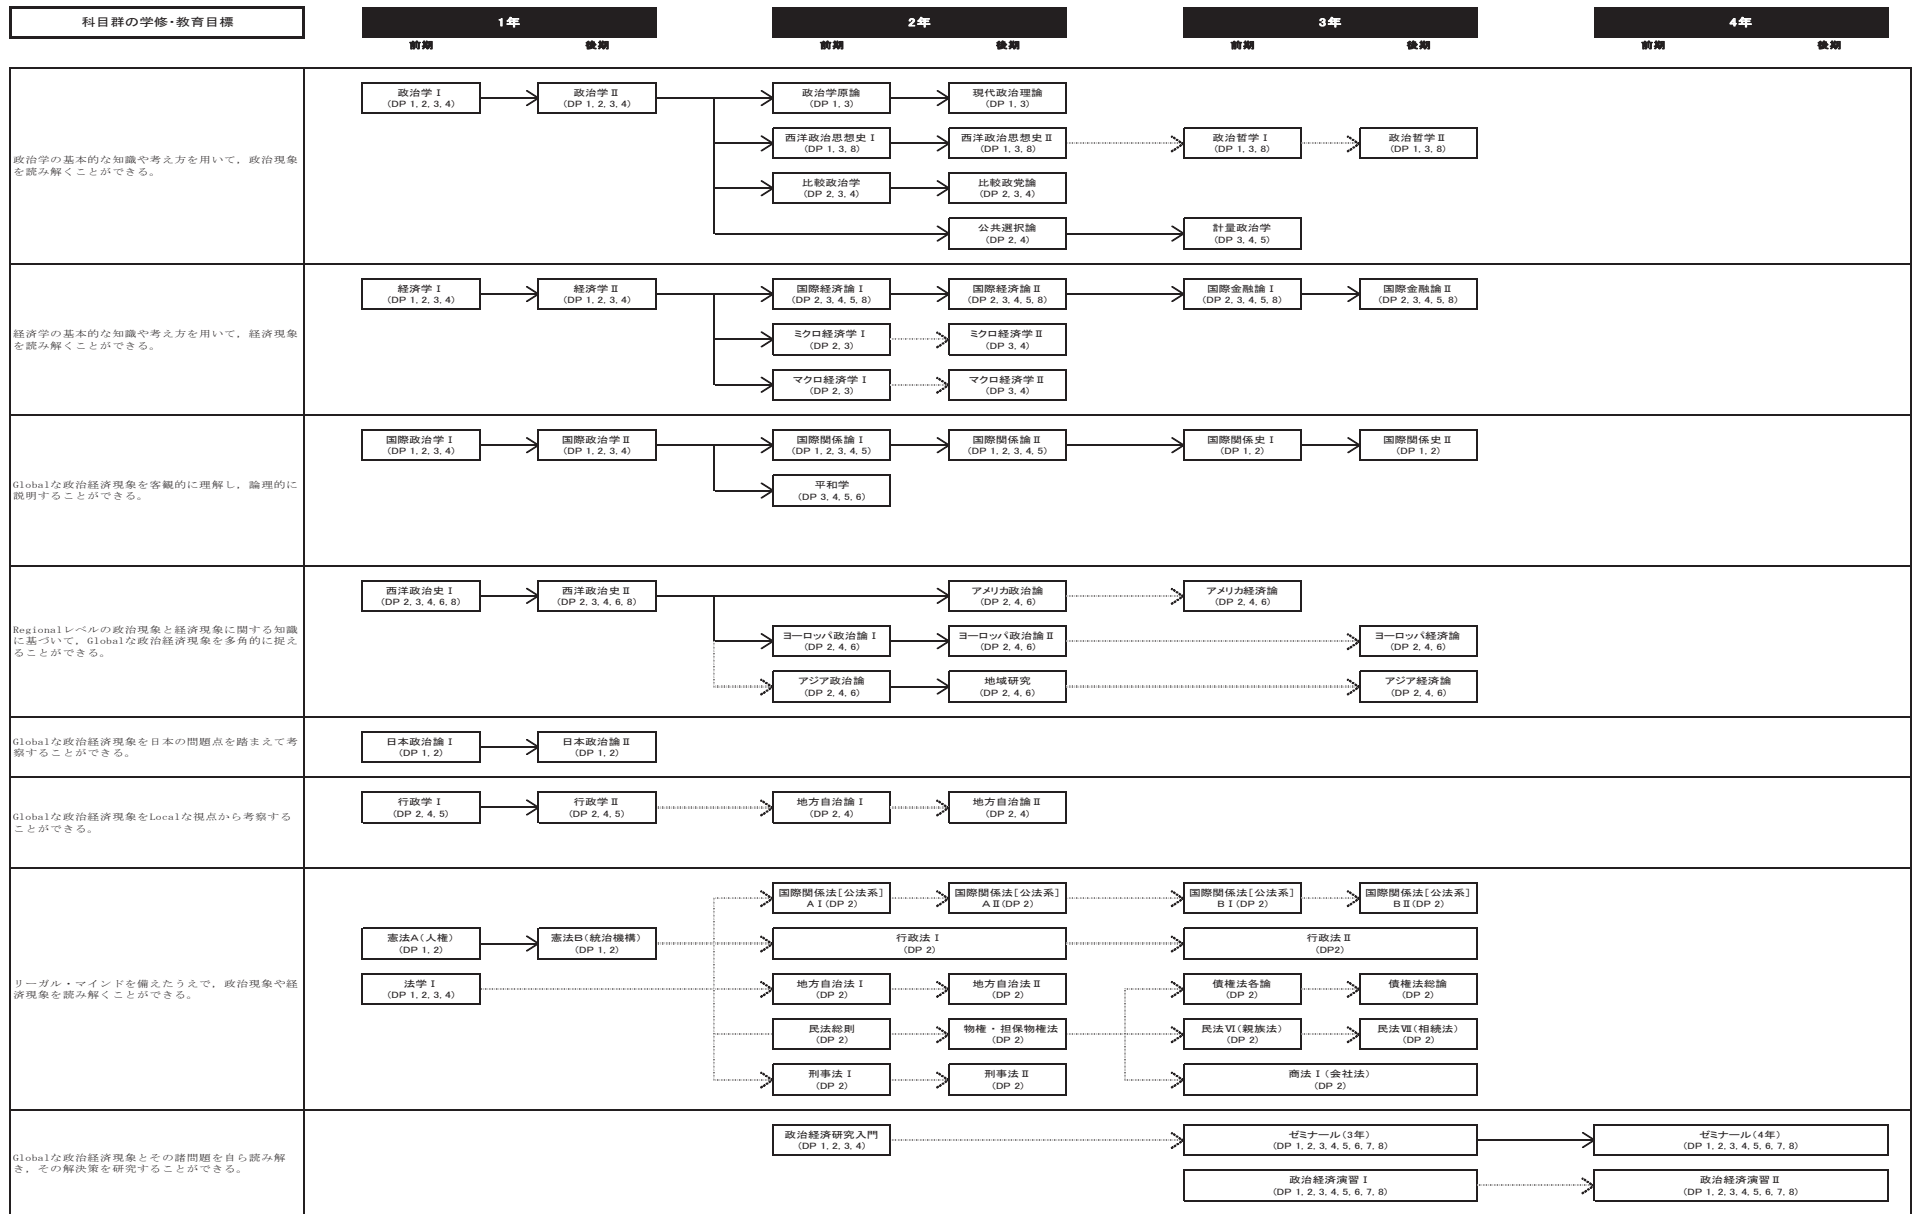 科目群の学修・教育目標
1年
2年
3年
4年
前期
後期
前期
後期
前期
後期
前期
後期
政治学の基本的な知識や考え方を用いて，政治現象
を読み解くことができる。
政治学Ⅰ
(DP 1, 2, 3, 4)
政治学Ⅱ
(DP 1, 2, 3, 4)
政治学原論
(DP 1, 3)
現代政治理論
(DP 1, 3)
西洋政治思想史Ⅰ
(DP 1, 3, 8)
西洋政治思想史Ⅱ
(DP 1, 3, 8)
政治哲学Ⅰ
(DP 1, 3, 8)
政治哲学Ⅱ
(DP 1, 3, 8)
比較政治学
(DP 2, 3, 4)
比較政党論
(DP 2, 3, 4)
公共選択論
(DP 2, 4)
計量政治学
(DP 3, 4, 5)
経済学の基本的な知識や考え方を用いて，経済現象
を読み解くことができる。
経済学Ⅰ
(DP 1, 2, 3, 4)
経済学Ⅱ
(DP 1, 2, 3, 4)
国際経済論Ⅰ
(DP 2, 3, 4, 5, 8)
国際経済論Ⅱ
(DP 2, 3, 4, 5, 8)
国際金融論Ⅰ
(DP 2, 3, 4, 5, 8)
国際金融論Ⅱ
(DP 2, 3, 4, 5, 8)
ミクロ経済学Ⅰ
(DP 2, 3)
ミクロ経済学Ⅱ
(DP 3, 4)
マクロ経済学Ⅰ
(DP 2, 3)
マクロ経済学Ⅱ
(DP 3, 4)
Globalな政治経済現象を客観的に理解し，論理的に
説明することができる。
国際政治学Ⅰ
(DP 1, 2, 3, 4)
国際政治学Ⅱ
(DP 1, 2, 3, 4)
国際関係論Ⅰ
(DP 1, 2, 3, 4, 5)
国際関係論Ⅱ
(DP 1, 2, 3, 4, 5)
国際関係史Ⅰ
(DP 1, 2)
国際関係史Ⅱ
(DP 1, 2)
平和学
(DP 3, 4, 5, 6)
Regionalレベルの政治現象と経済現象に関する知識
に基づいて，Globalな政治経済現象を多角的に捉え
ることができる。
西洋政治史Ⅰ
(DP 2, 3, 4, 6, 8)
西洋政治史Ⅱ
(DP 2, 3, 4, 6, 8)
アメリカ政治論
(DP 2, 4, 6)
アメリカ経済論
(DP 2, 4, 6)
ヨーロッパ政治論Ⅰ
(DP 2, 4, 6)
ヨーロッパ政治論Ⅱ
(DP 2, 4, 6)
ヨーロッパ経済論
(DP 2, 4, 6)
アジア政治論
(DP 2, 4, 6)
地域研究
(DP 2, 4, 6)
アジア経済論
(DP 2, 4, 6)
Globalな政治経済現象を日本の問題点を踏まえて考
察することができる。
日本政治論Ⅰ
(DP 1, 2)
日本政治論Ⅱ
(DP 1, 2)
Globalな政治経済現象をLocalな視点から考察する
ことができる。
行政学Ⅰ
(DP 2, 4, 5)
行政学Ⅱ
(DP 2, 4, 5)
地方自治論Ⅰ
(DP 2, 4)
地方自治論Ⅱ
(DP 2, 4)
リーガル・マインドを備えたうえで，政治現象や経
済現象を読み解くことができる。
国際関係法[公法系]
AⅠ(DP 2)
国際関係法[公法系]
AⅡ(DP 2)
国際関係法[公法系]
BⅠ(DP 2)
国際関係法[公法系]
BⅡ(DP 2)
憲法A（人権）
(DP 1, 2)
憲法B（統治機構）
(DP 1, 2)
行政法Ⅰ
(DP 2)
行政法Ⅱ
(DP2)
法学Ⅰ
(DP 1, 2, 3, 4)
地方自治法Ⅰ
(DP 2)
地方自治法Ⅱ
(DP 2)
債権法各論
(DP 2)
債権法総論
(DP 2)
民法総則
(DP 2)
物権・担保物権法
(DP 2)
民法Ⅵ（親族法）
(DP 2)
民法Ⅶ（相続法）
(DP 2)
刑事法Ⅰ
(DP 2)
刑事法Ⅱ
(DP 2)
商法Ⅰ（会社法）
(DP 2)
Globalな政治経済現象とその諸問題を自ら読み解
き，その解決策を研究することができる。
政治経済研究入門
(DP 1, 2, 3, 4)
ゼミナール（3年）
(DP 1, 2, 3, 4, 5, 6, 7, 8)
ゼミナール（4年）
(DP 1, 2, 3, 4, 5, 6, 7, 8)
政治経済演習Ⅰ
(DP 1, 2, 3, 4, 5, 6, 7, 8)
政治経済演習Ⅱ
(DP 1, 2, 3, 4, 5, 6, 7, 8)